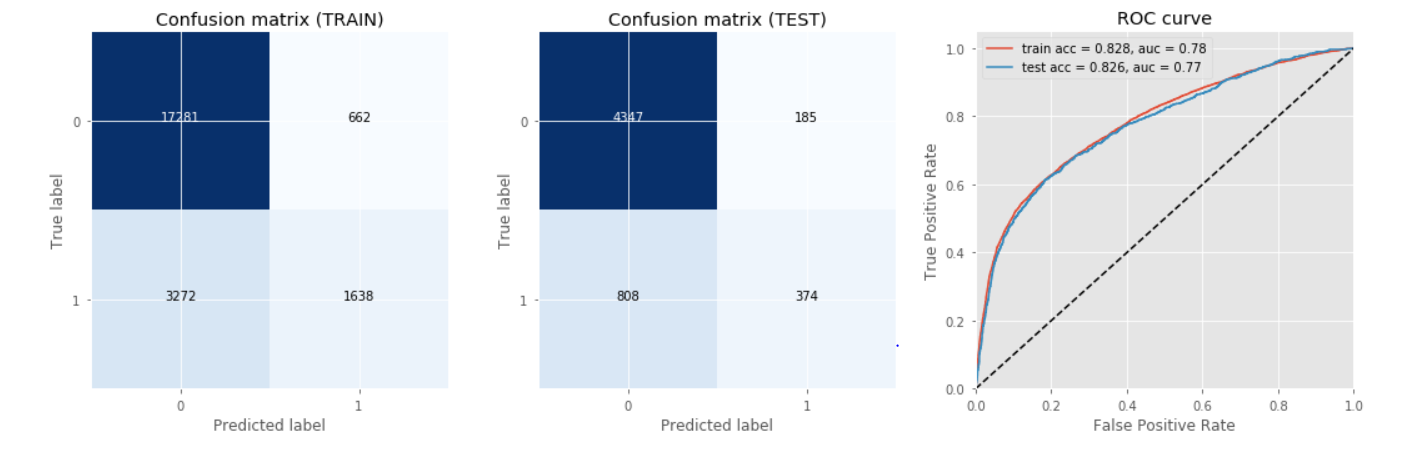 Confusion matrix (TRAIN)
True label
0
1
17281
662
3272
1638
0
1
Predicted label
Confusion matrix (TEST)
True label
0
1
4347
185
808
374
0
1
Predicted label
ROC curve
train acc = 0.828, auc = 0.78
test acc = 0.826, auc = 0.77
True Positive Rate
1.0
0.8
0.6
0.4
0.2
0.0
0.0
0.2
0.4
0.6
0.8
1.0
False Positive Rate